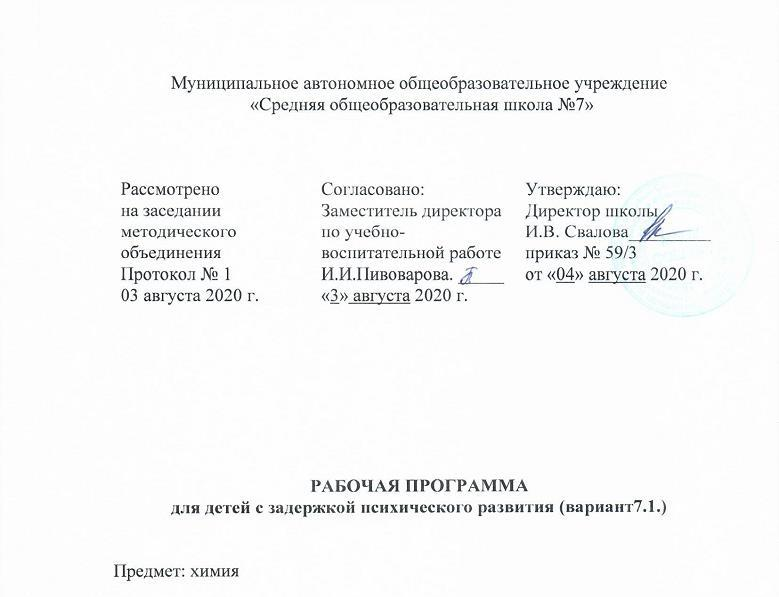 Муниципальное автономное общеобразовательное учреждение
«Средняя общеобразовательная школа №7»
Рассмотрено
на заседании
методического
объединения
Протокол № 1
03 августа 2020 г.
Согласовано:
Заместитель директора
по учебно-
воспитательной работе
И.И.Пивоварова.
«3» августа 2020 г.
Утверждаю:
Директор школы
И.В. Свалова
приказ № 59/3
от «04» августа 2020 г.
РАБОЧАЯ ПРОГРАММА
для детей с задержкой психического развития (вариант7.1.)
Предмет: химия